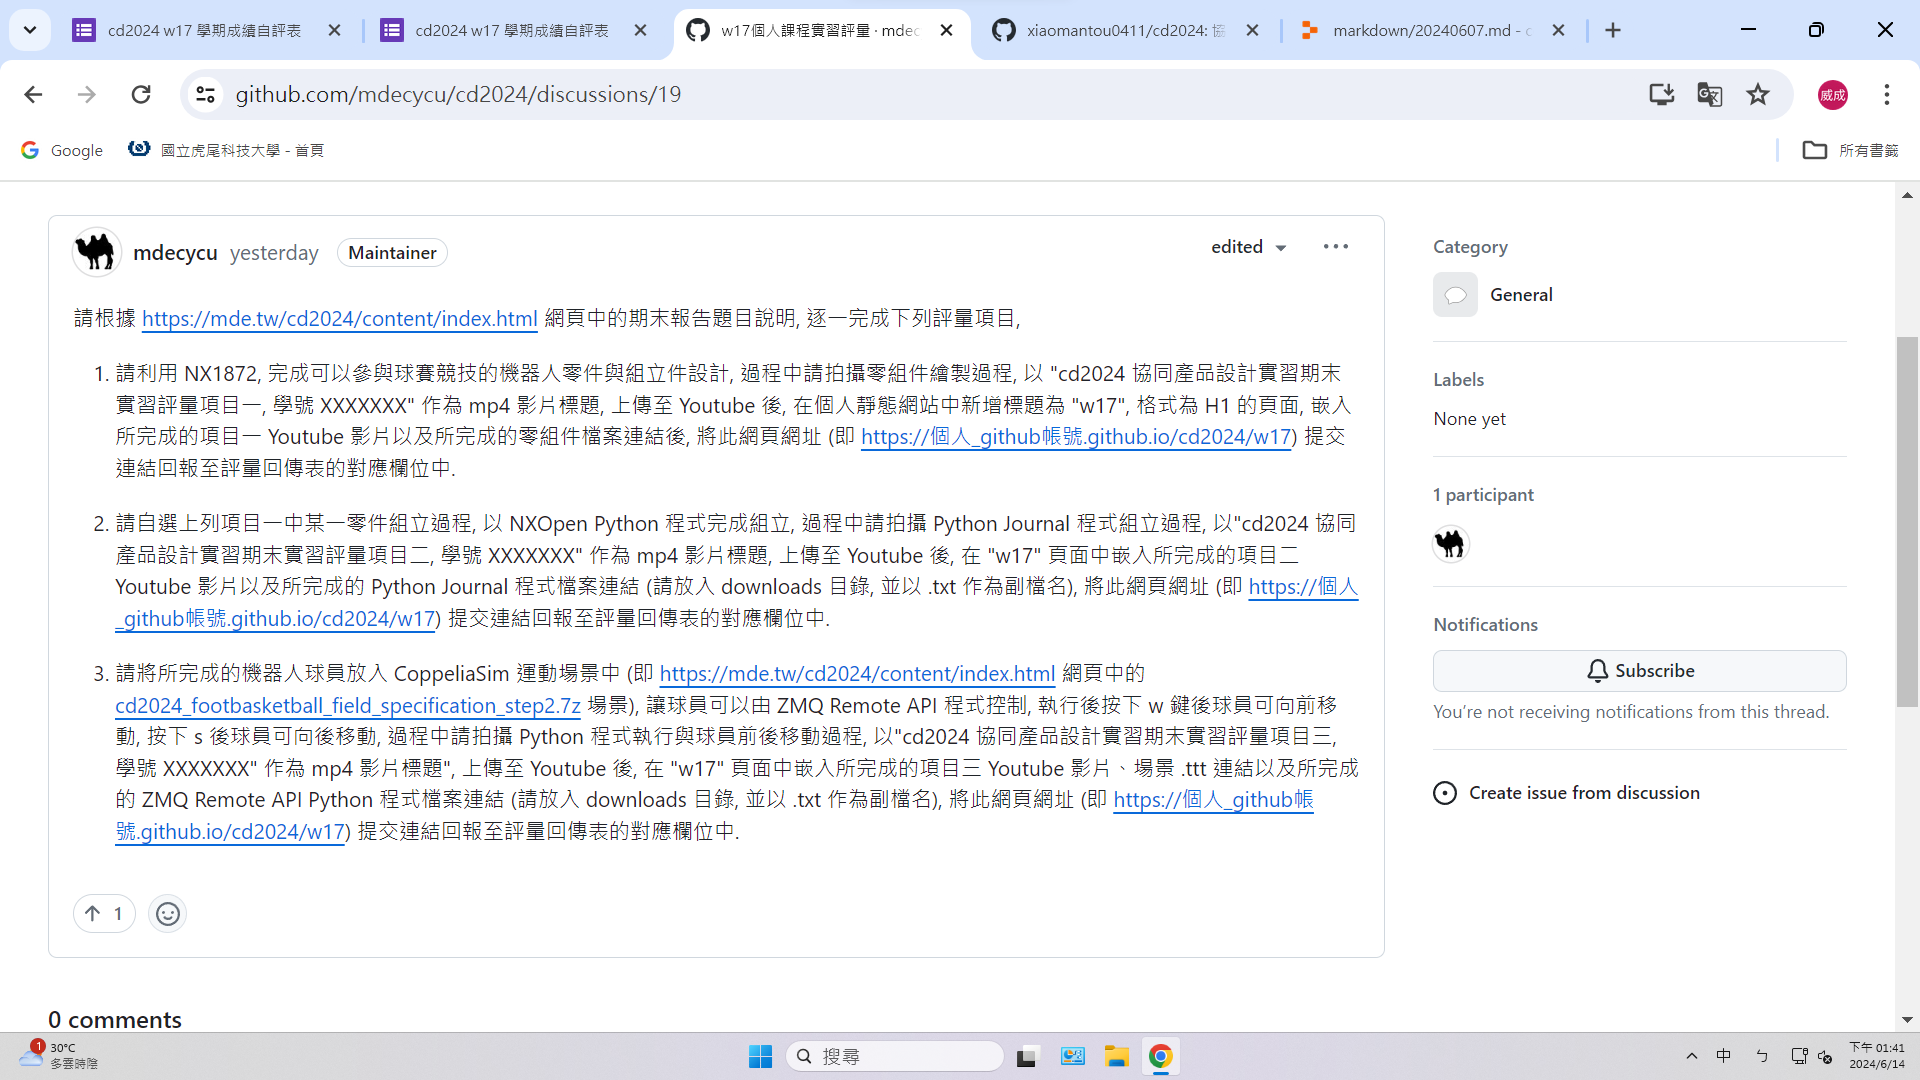 cd2024 w17 學期成績自評表
cd2024 w17 學期成績自評表
w17個人課程實習評量 · mdec
xiaomantou0411/cd2024: 協
markdown/20240607.md - c
github.com/mdecycu/cd2024/discussions/19
威成
Google
國立虎尾科技大學 - 首頁
所有書籤
mdecycu yesterday Maintainer
edited
請根據 https://mde.tw/cd2024/content/index.html 網頁中的期末報告題目說明, 逐一完成下列評量項目,
1. 請利用 NX1872, 完成可以參與球賽競技的機器人零件與組立件設計, 過程中請拍攝零組件繪製過程, 以 "cd2024 協同產品設計實習期末
實習評量項目一, 學號 XXXXXXX" 作為 mp4 影片標題, 上傳至 Youtube 後, 在個人靜態網站中新增標題為 "w17", 格式為 H1 的頁面, 嵌入
所完成的項目一 Youtube 影片以及所完成的零組件檔案連結後, 將此網頁網址 (即 https://個人_github帳號.github.io/cd2024/w17) 提交
連結回報至評量回傳表的對應欄位中.
2. 請自選上列項目一中某一零件組立過程, 以 NXOpen Python 程式完成組立, 過程中請拍攝 Python Journal 程式組立過程, 以"cd2024 協同
產品設計實習期末實習評量項目二, 學號 XXXXXXX" 作為 mp4 影片標題, 上傳至 Youtube 後, 在 "w17" 頁面中嵌入所完成的項目二
Youtube 影片以及所完成的 Python Journal 程式檔案連結 (請放入 downloads 目錄, 並以 .txt 作為副檔名), 將此網頁網址 (即 https://個人
_github帳號.github.io/cd2024/w17) 提交連結回報至評量回傳表的對應欄位中.
3. 請將所完成的機器人球員放入 CoppeliaSim 運動場景中 (即 https://mde.tw/cd2024/content/index.html 網頁中的
cd2024_footbasketball_field_specification_step2.7z 場景), 讓球員可以由 ZMQ Remote API 程式控制, 執行後按下 w 鍵後球員可向前移
動, 按下 s 後球員可向後移動, 過程中請拍攝 Python 程式執行與球員前後移動過程, 以"cd2024 協同產品設計實習期末實習評量項目三,
學號 XXXXXXX" 作為 mp4 影片標題", 上傳至 Youtube 後, 在 "w17" 頁面中嵌入所完成的項目三 Youtube 影片、場景 .ttt 連結以及所完成
的 ZMQ Remote API Python 程式檔案連結 (請放入 downloads 目錄, 並以 .txt 作為副檔名), 將此網頁網址 (即 https://個人_github帳
號.github.io/cd2024/w17) 提交連結回報至評量回傳表的對應欄位中.
1
0 comments
Category
General
Labels
None yet
1 participant
Notifications
Subscribe
You're not receiving notifications from this thread.
Create issue from discussion
1
30°C
多雲時陰
搜尋
中
ㄅ
下午 01:41
2024/6/14